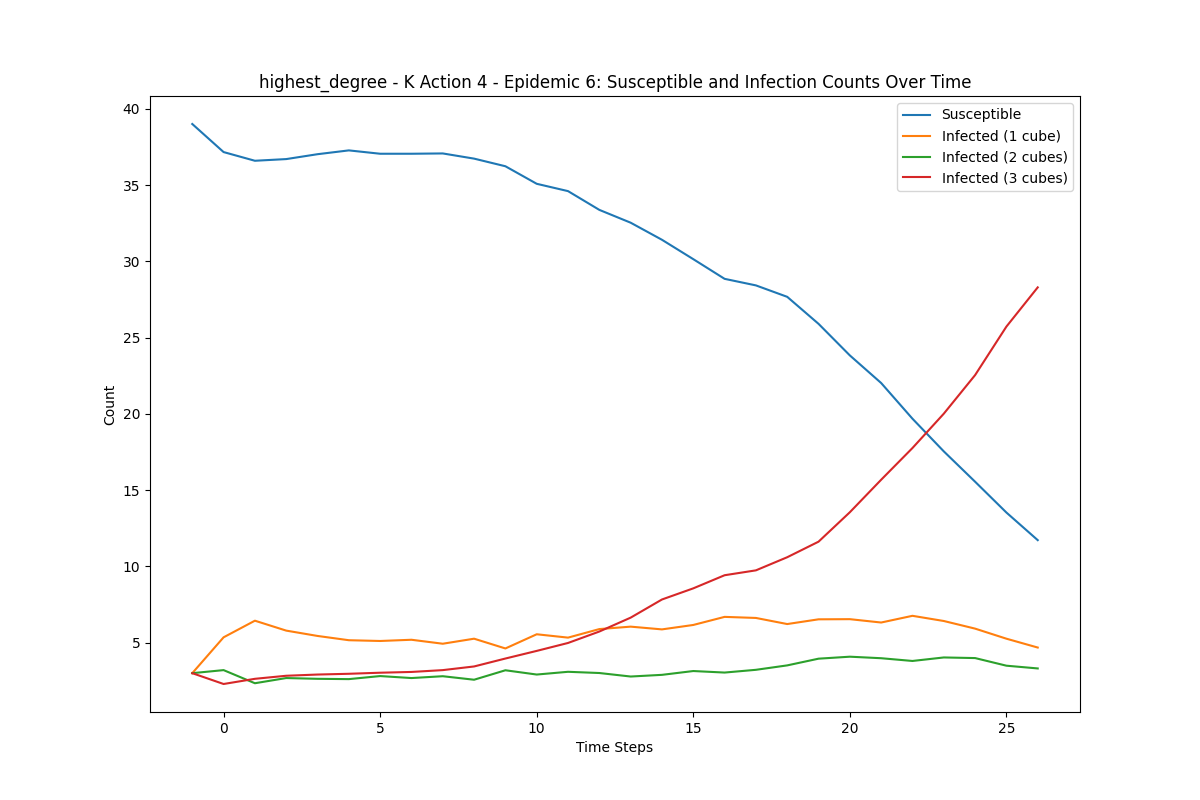 highest_degree - K Action 4 - Epidemic 6: Susceptible and Infection Counts Over Time
Susceptible
Infected (1 cube)
Infected (2 cubes)
Infected (3 cubes)
Count
40
35
30
25
20
15
10
5
0 5 10 15 20 25
Time Steps